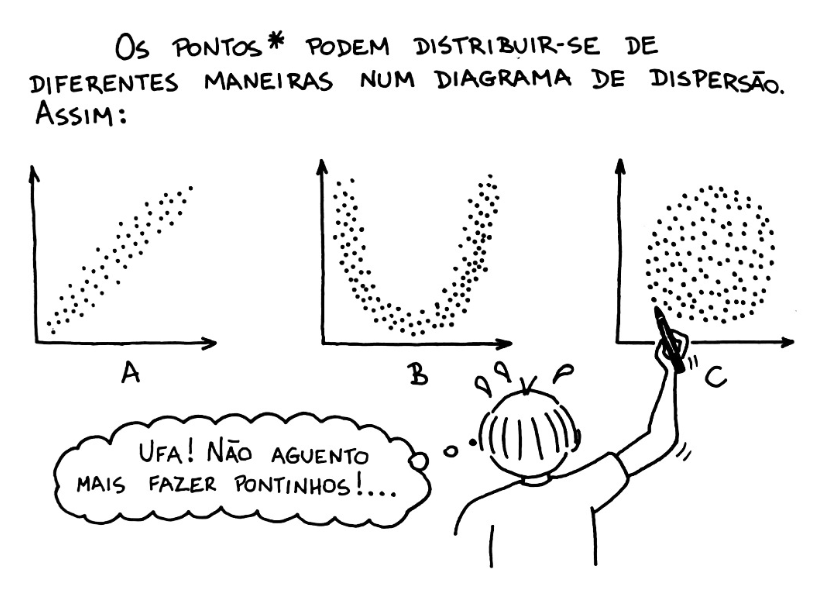 OS PONTOS* PODEM DISTRIBUIR-SE DE
DIFERENTES MANEIRAS NUM DIAGRAMA DE DISPERSÃO.
ASSIM:
A
B
C
UFA! NÃO AGUENTO
MAIS FAZER PONTINHOS!...